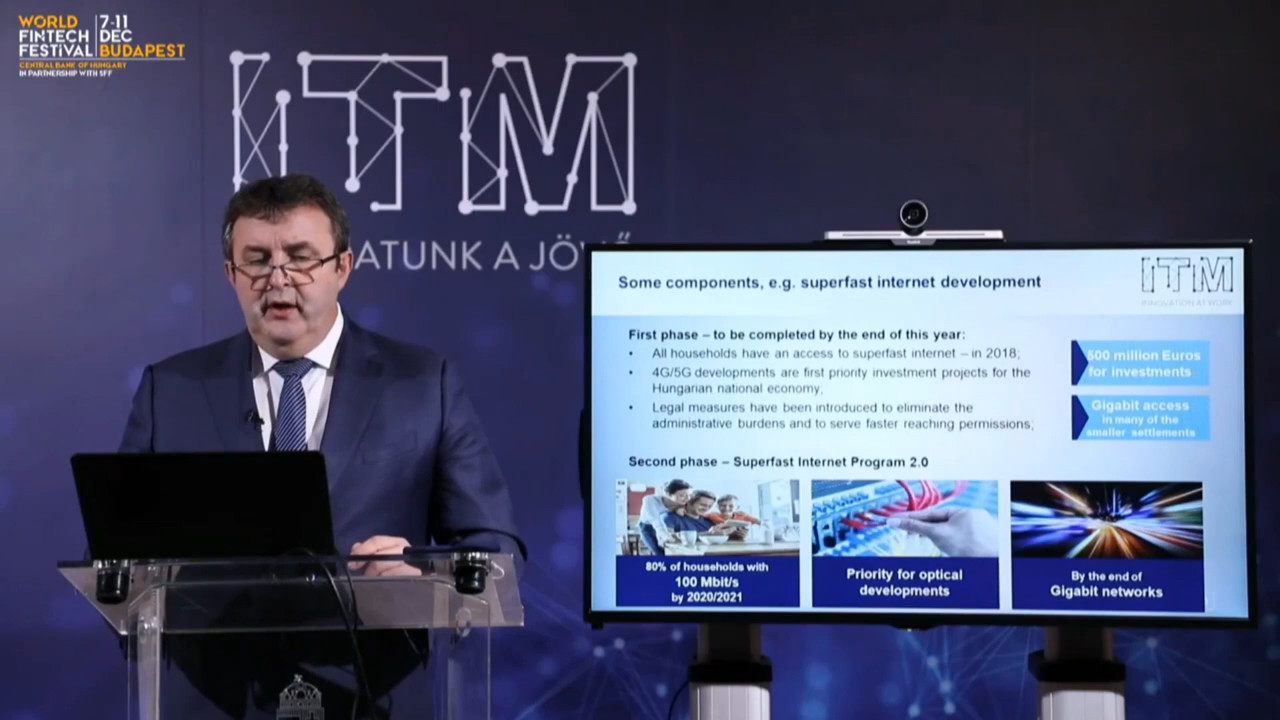 WORLD
FINTECH
FESTIVAL
7-11
DEC
BUDAPEST
CENTRAL BANK OF HUNGARY
IN PARTNERSHIP WITH SFF
ITM
ATUNK A JÖVŐ
Some components, e.g. superfast internet development
ITM
INNOVATION AT WORK
First phase – to be completed by the end of this year:
• All households have an access to superfast internet – in 2018;
• 4G/5G developments are first priority investment projects for the
Hungarian national economy;
• Legal measures have been introduced to eliminate the
administrative burdens and to serve faster reaching permissions;
500 million Euros
for investments
Gigabit access
in many of the
smaller settlements
Second phase – Superfast Internet Program 2.0
80% of households with
100 Mbit/s
by 2020/2021
Priority for optical
developments
By the end of
Gigabit networks